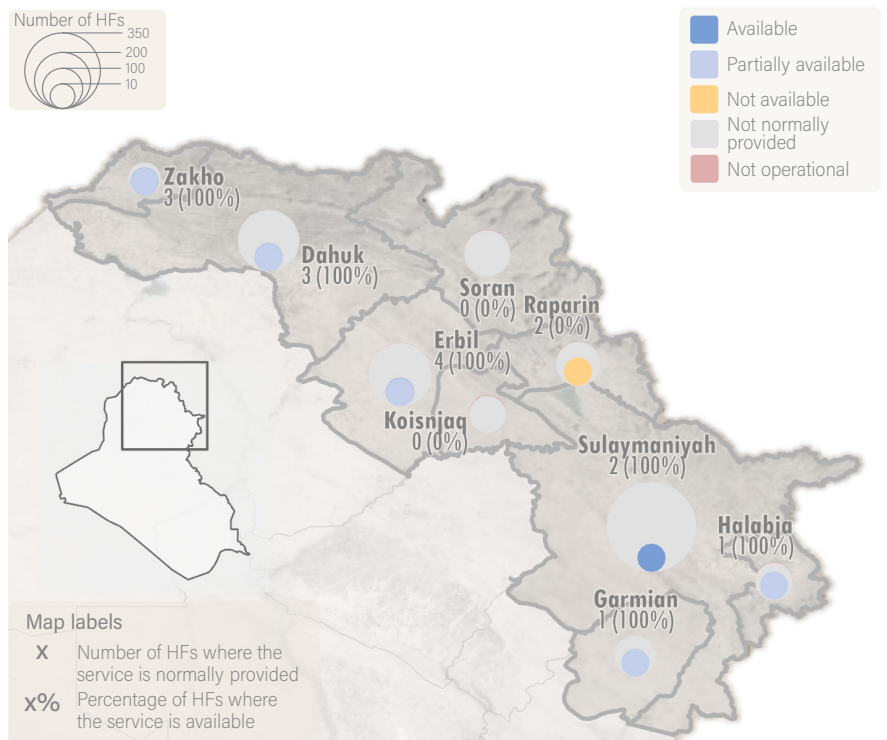 Number of HFs
350
200
100
10
Available
Partially available
Not available
Not normally
provided
Not operational
Zakho
3 (100%)
Dahuk
3 (100%)
Soran
0 (0%)
Raparin
2 (0%)
Erbil
4 (100%)
Koisnjaq
0 (0%)
Sulaymaniyah
2 (100%)
Halabja
1 (100%)
Garmian
1 (100%)
Map labels
x Number of HFs where the
service is normally provided
x% Percentage of HFs where
the service is available